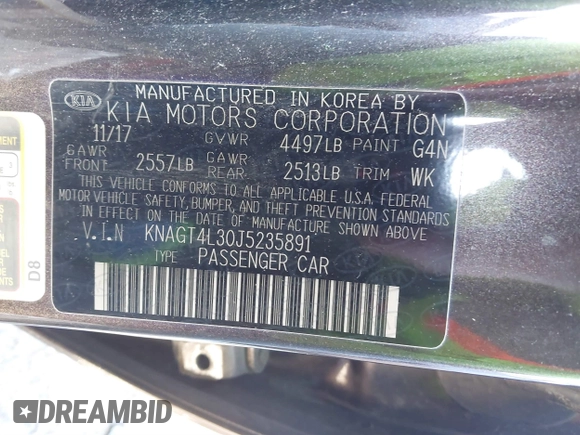 KIA
MANUFACTURED IN KOREA BY
KIA MOTORS CORPORATION
11/17 GVWR 4497LB PAINT G4N
GAWR FRONT 2557LB GAWR REAR 2513LB TRIM WK
THIS VEHICLE CONFORMS TO ALL APPLICABLE U.S.A. FEDERAL
MOTOR VEHICLE SAFETY, BUMPER, AND THEFT PREVENTION STANDARDS
IN EFFECT ON THE DATE OF MANUFACTURE SHOWN ABOVE
V.I.N KNAGT4L30J5235891
TYPE PASSENGER CAR
D8
DREAMBID